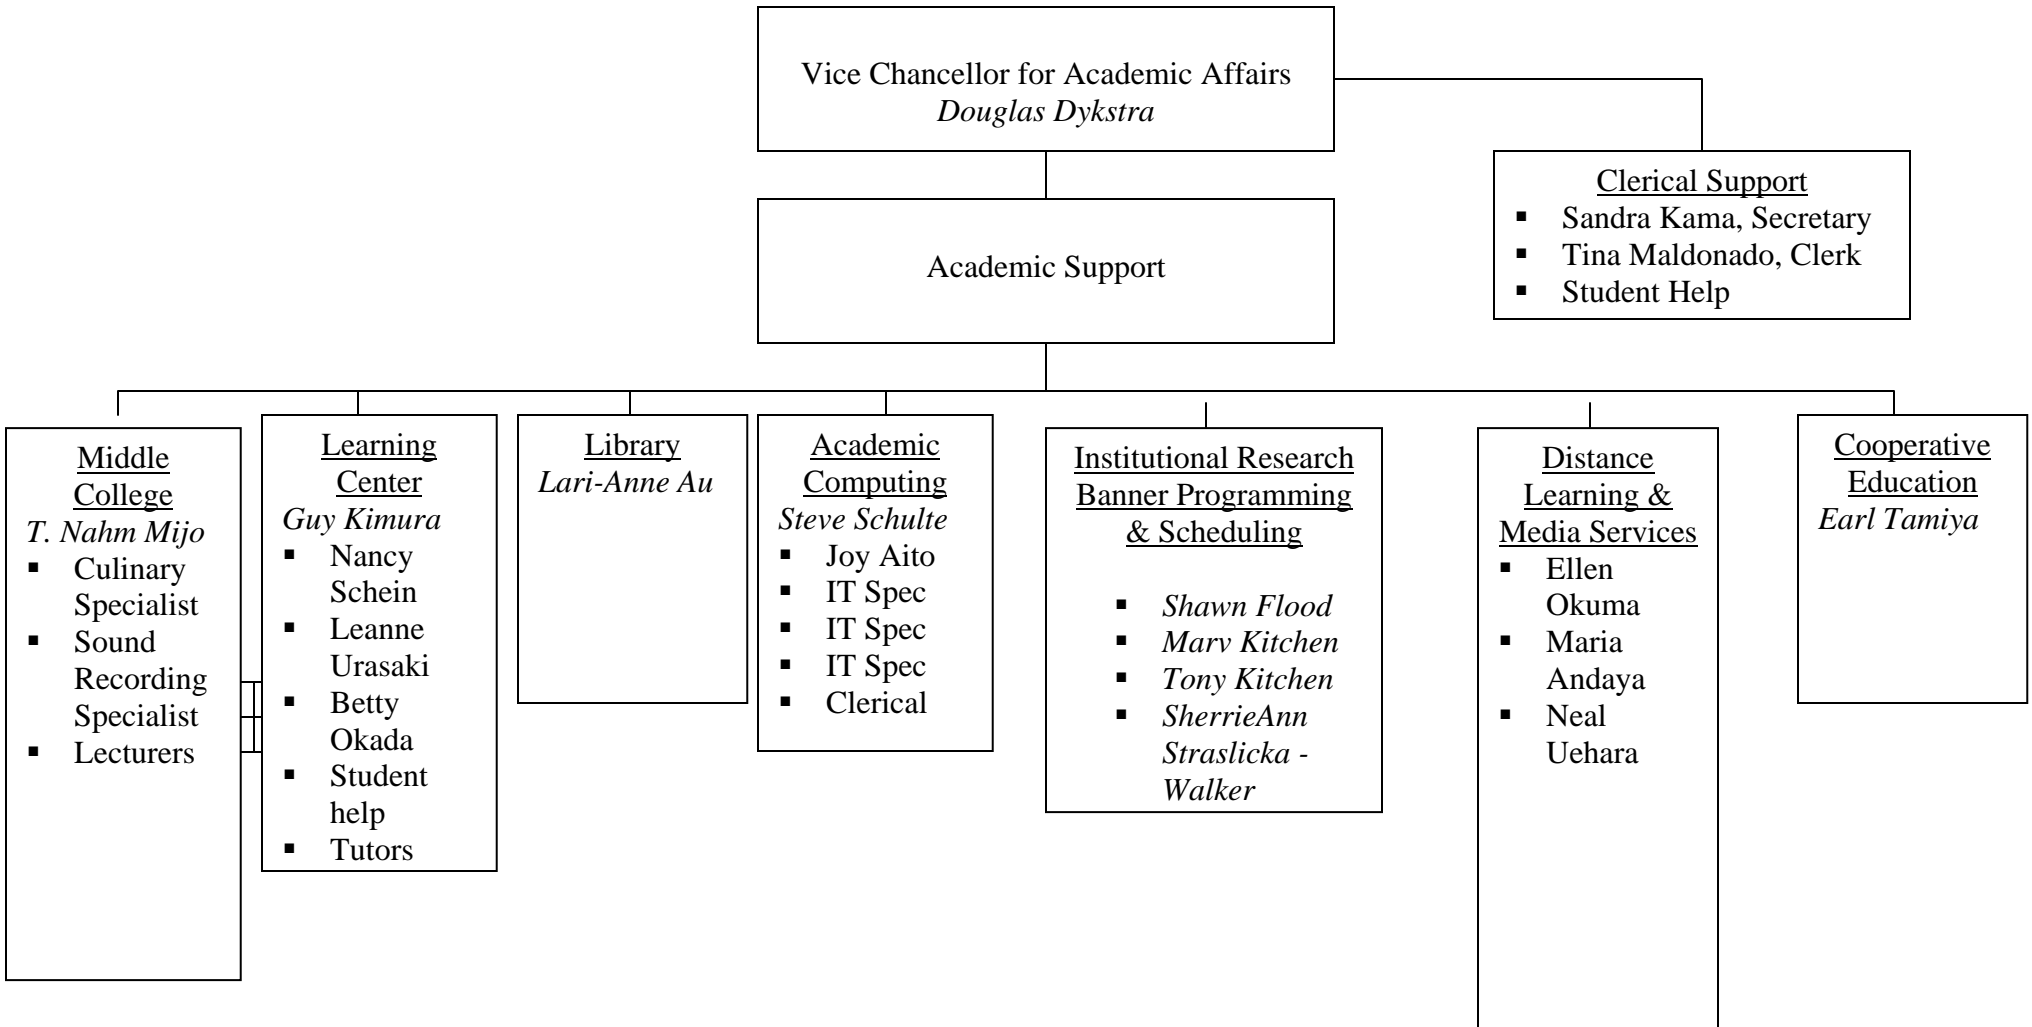 Vice Chancellor for Academic Affairs
Douglas Dykstra
Clerical Support
▪ Sandra Kama, Secretary
▪ Tina Maldonado, Clerk
▪ Student Help
Academic Support
Middle
College
T. Nahm Mijo
▪ Culinary
Specialist
▪ Sound
Recording
Specialist
▪ Lecturers
Learning
Center
Guy Kimura
▪ Nancy
Schein
▪ Leanne
Urasaki
▪ Betty
Okada
▪ Student
help
▪ Tutors
Library
Lari-Anne Au
Academic
Computing
Steve Schulte
▪ Joy Aito
▪ IT Spec
▪ IT Spec
▪ IT Spec
▪ Clerical
Institutional Research
Banner Programming
& Scheduling
▪ Shawn Flood
▪ Marv Kitchen
▪ Tony Kitchen
▪ SherrieAnn
Straslicka -
Walker
Distance
Learning &
Media Services
▪ Ellen
Okuma
▪ Maria
Andaya
▪ Neal
Uehara
Cooperative
Education
Earl Tamiya